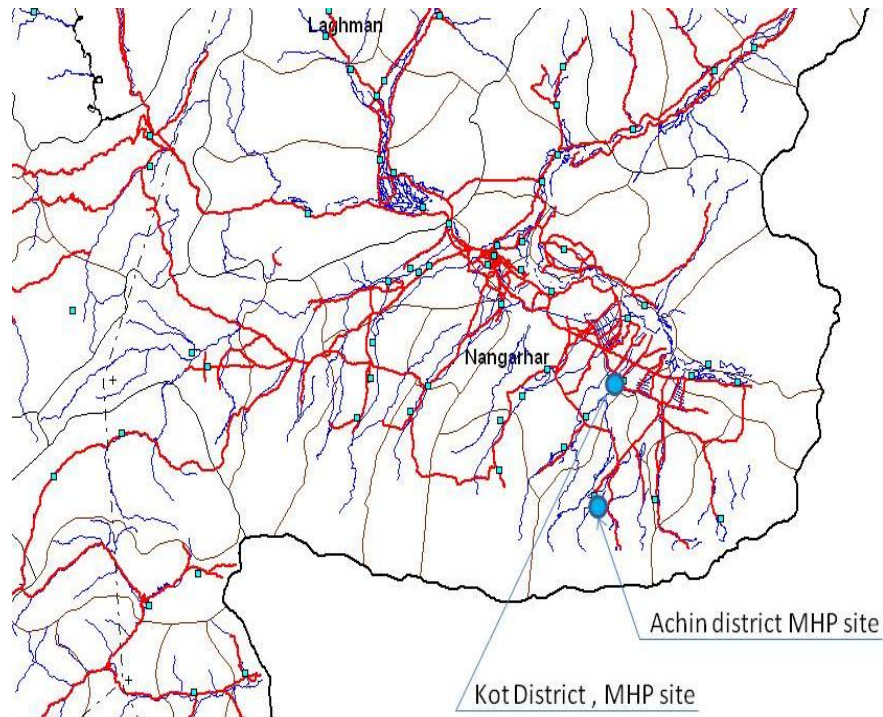 Laghman
Nangarhar
Achin district MHP site
Kot District , MHP site